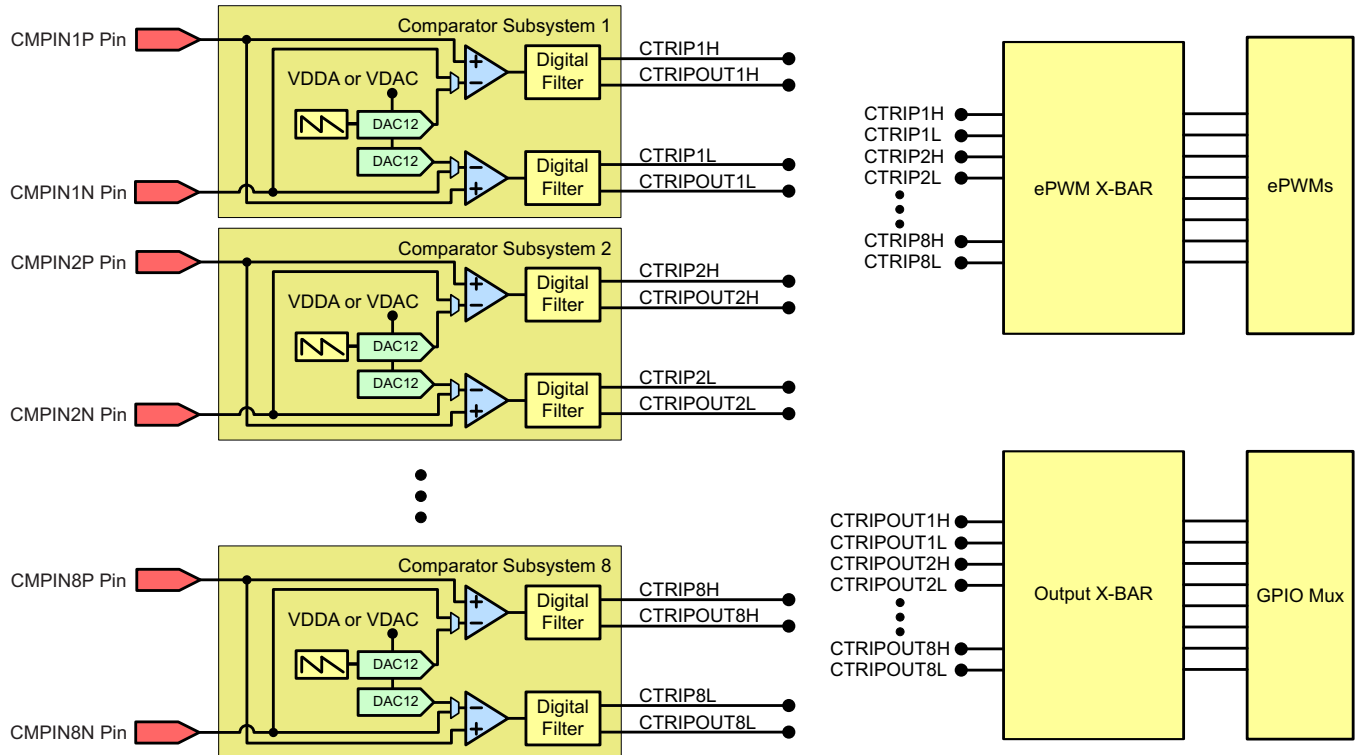 Comparator Subsystem 1
CMPIN1P Pin
VDDA or VDAC
DAC12
DAC12
+
−
−
+
Digital
Filter
Digital
Filter
CTRIP1H
CTRIPOUT1H
CTRIP1L
CTRIPOUT1L
CMPIN1N Pin
Comparator Subsystem 2
CMPIN2P Pin
VDDA or VDAC
DAC12
DAC12
+
−
−
+
Digital
Filter
Digital
Filter
CTRIP2H
CTRIPOUT2H
CTRIP2L
CTRIPOUT2L
CMPIN2N Pin
Comparator Subsystem 8
CMPIN8P Pin
VDDA or VDAC
DAC12
DAC12
+
−
−
+
Digital
Filter
Digital
Filter
CTRIP8H
CTRIPOUT8H
CTRIP8L
CTRIPOUT8L
CMPIN8N Pin
CTRIP1H
CTRIP1L
CTRIP2H
CTRIP2L
CTRIP8H
CTRIP8L
ePWM X-BAR
ePWMs
CTRIPOUT1H
CTRIPOUT1L
CTRIPOUT2H
CTRIPOUT2L
CTRIPOUT8H
CTRIPOUT8L
Output X-BAR
GPIO Mux